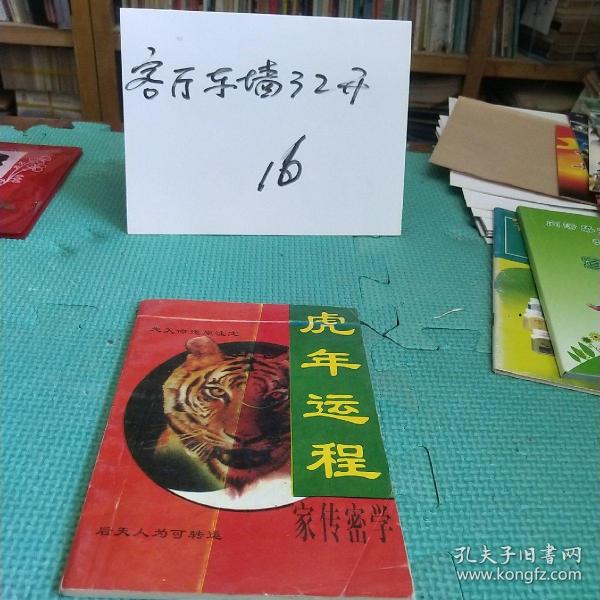 客厅东墙32开
16
虎年运程
家传密学
后天人为可转运
孔夫子旧书网
www.kongfz.com